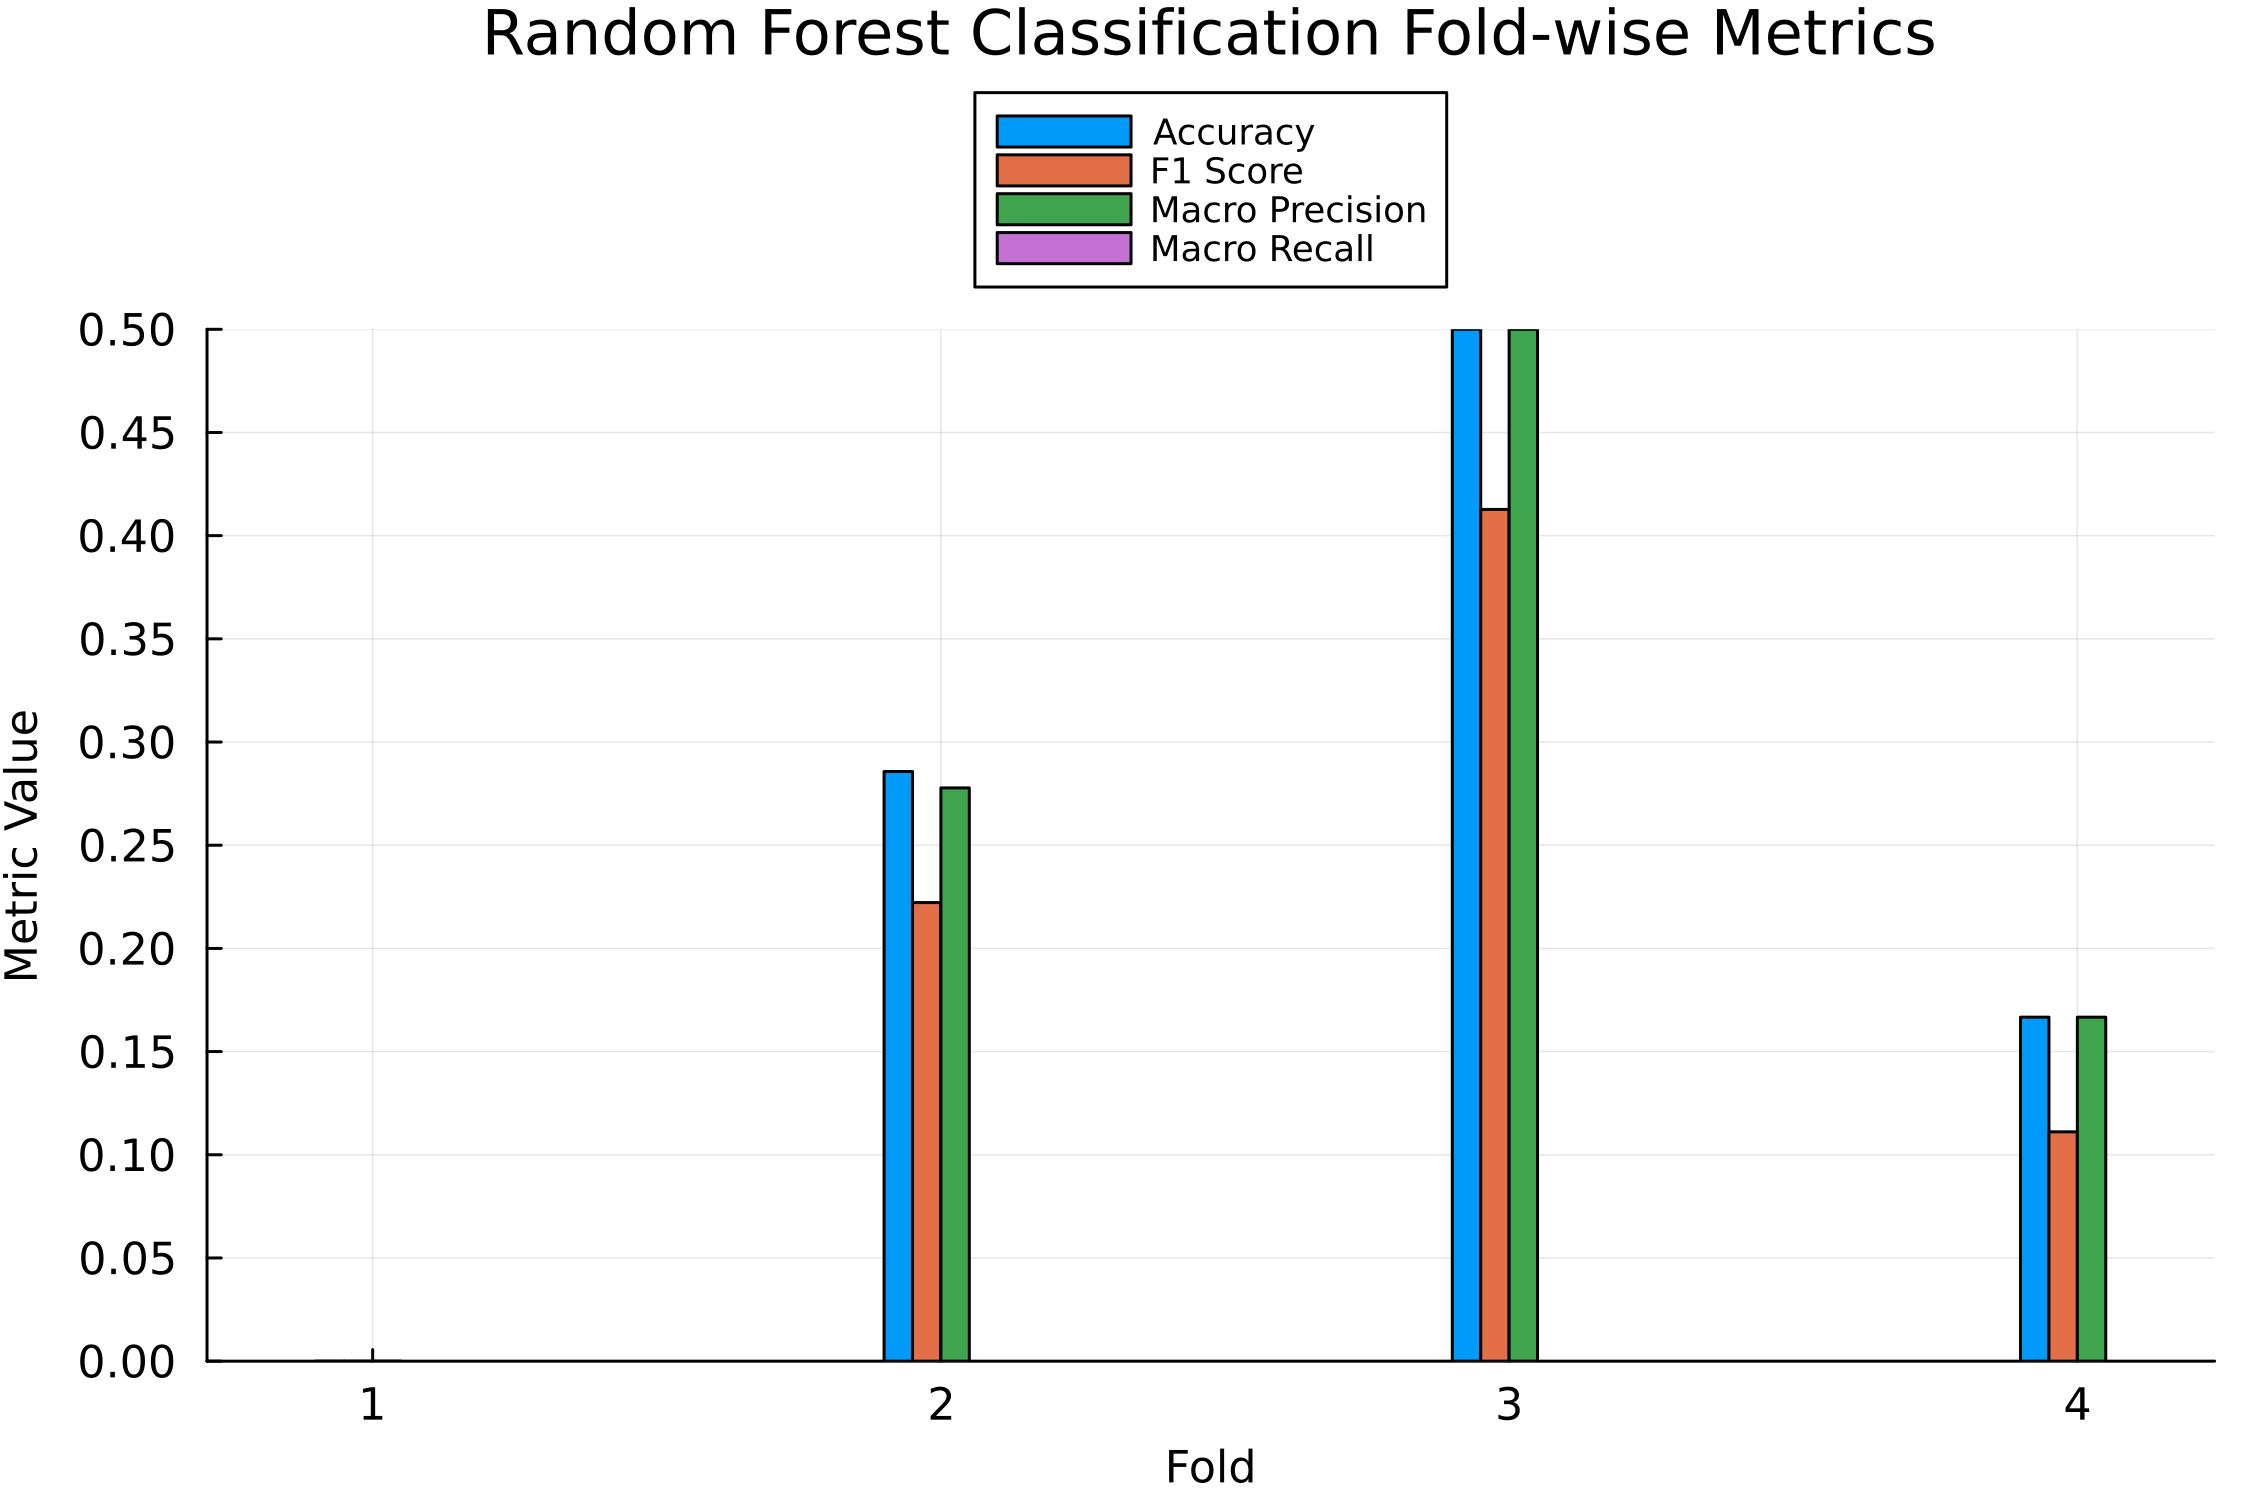 Random Forest Classification Fold-wise Metrics
Accuracy
F1 Score
Macro Precision
Macro Recall
0.50
0.45
0.40
0.35
0.30
0.25
0.20
0.15
0.10
0.05
0.00
Metric Value
1 2 3 4
Fold